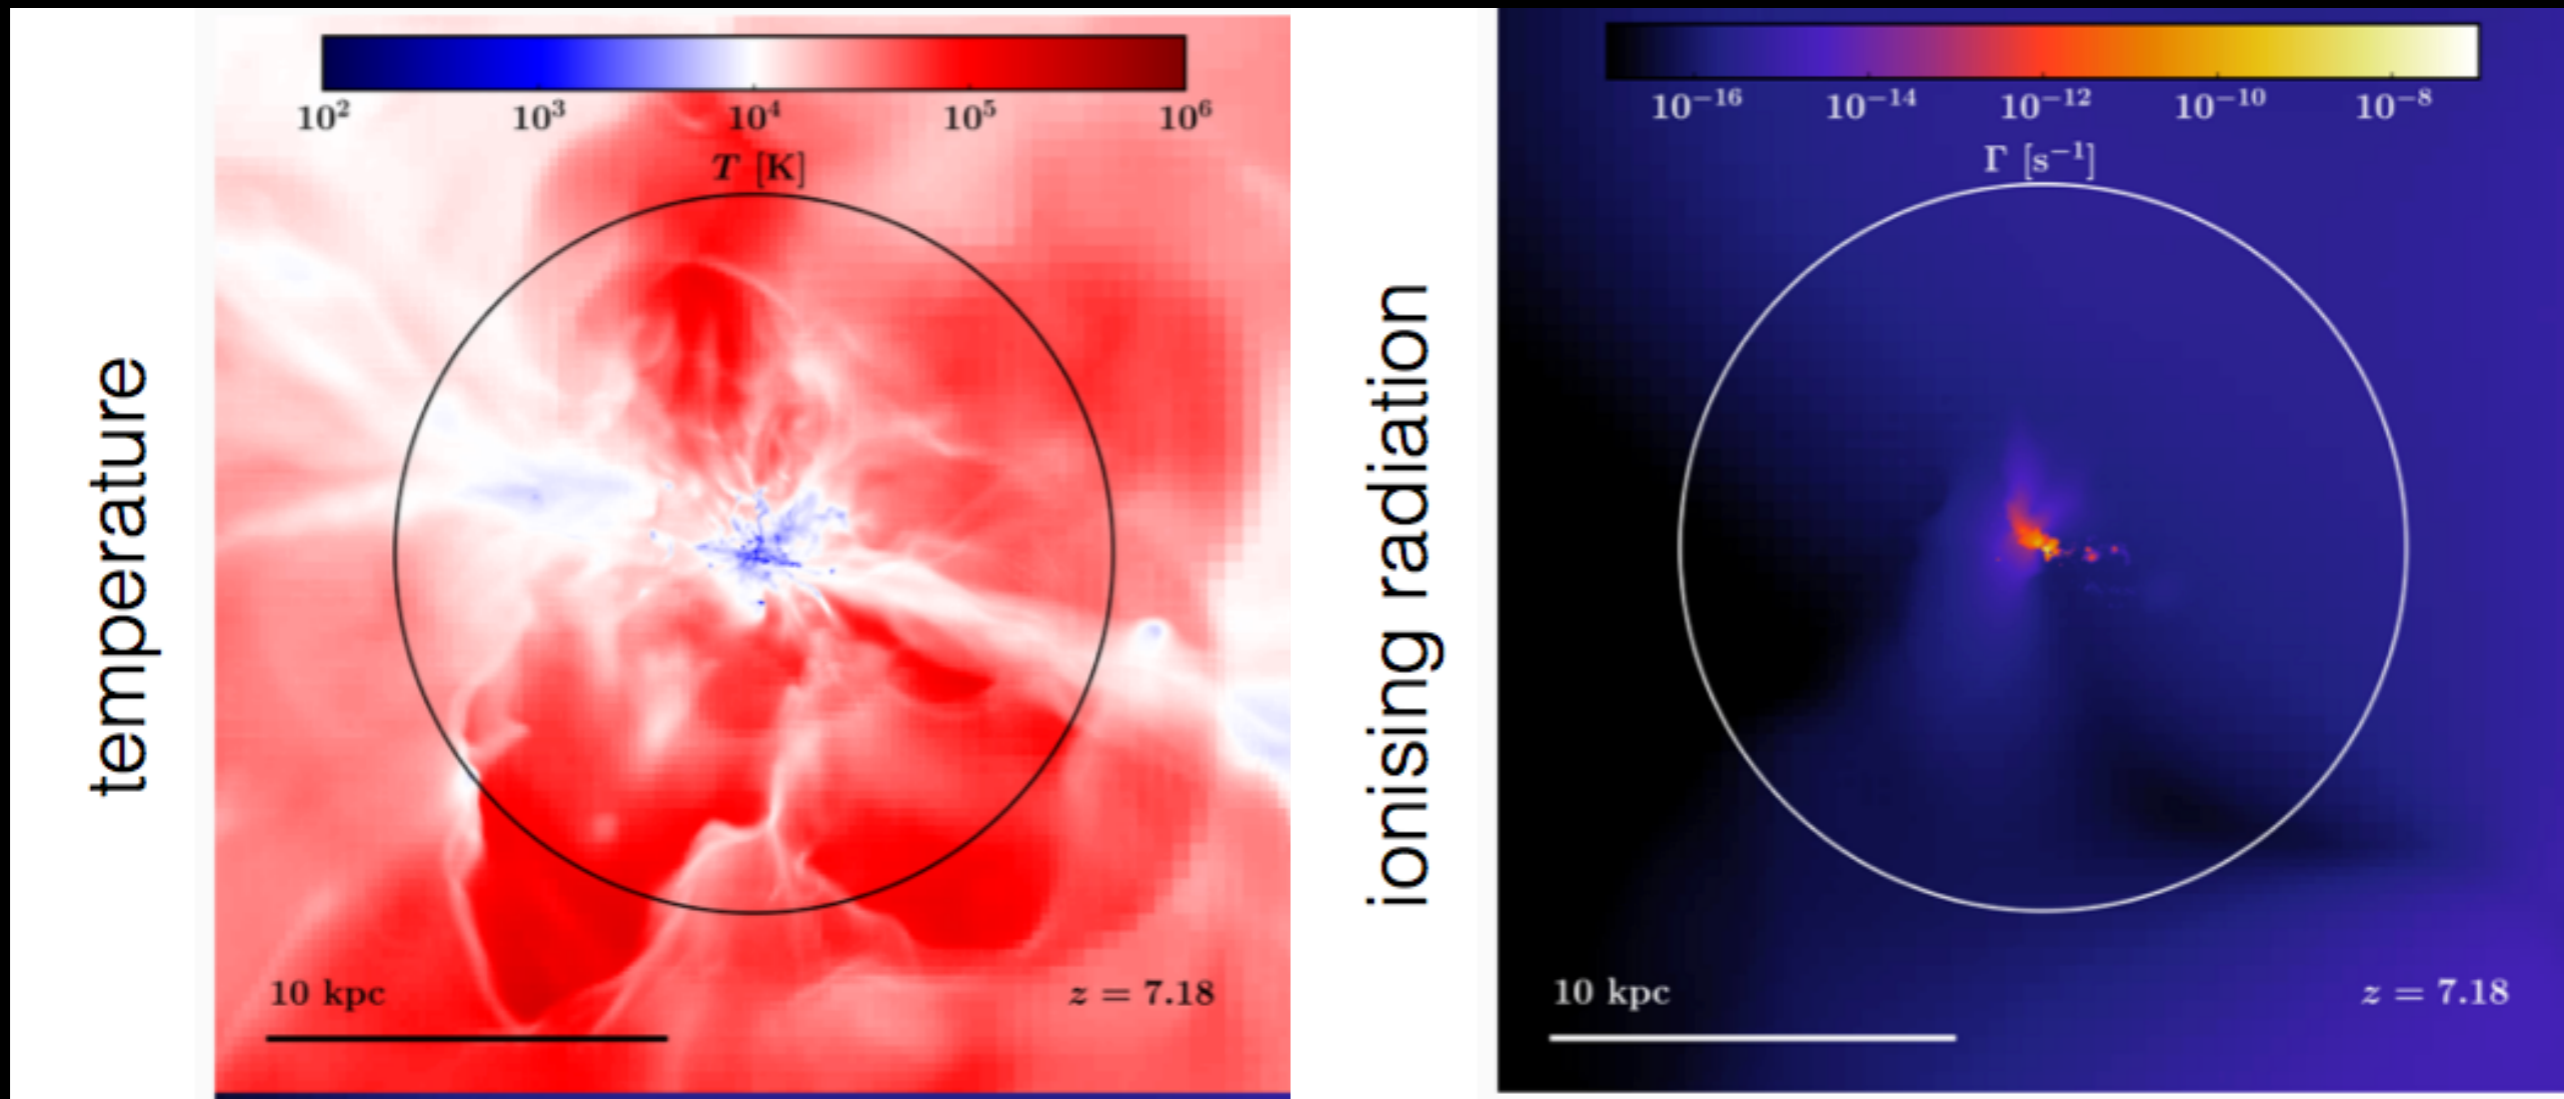 temperature
10² 10³ 10⁴ 10⁵ 10⁶
T [K]
10 kpc
z = 7.18
ionising radiation
10⁻¹⁶ 10⁻¹⁴ 10⁻¹² 10⁻¹⁰ 10⁻⁸
Γ [s⁻¹]
10 kpc
z = 7.18